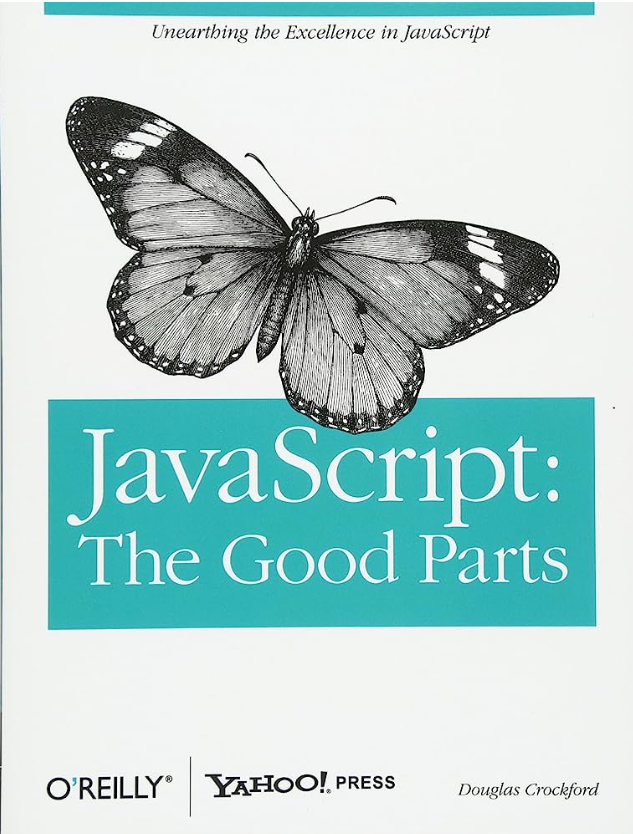 Unearthing the Excellence in JavaScript
JavaScript:
The Good Parts
O'REILLY®
YAHOO!® PRESS
Douglas Crockford